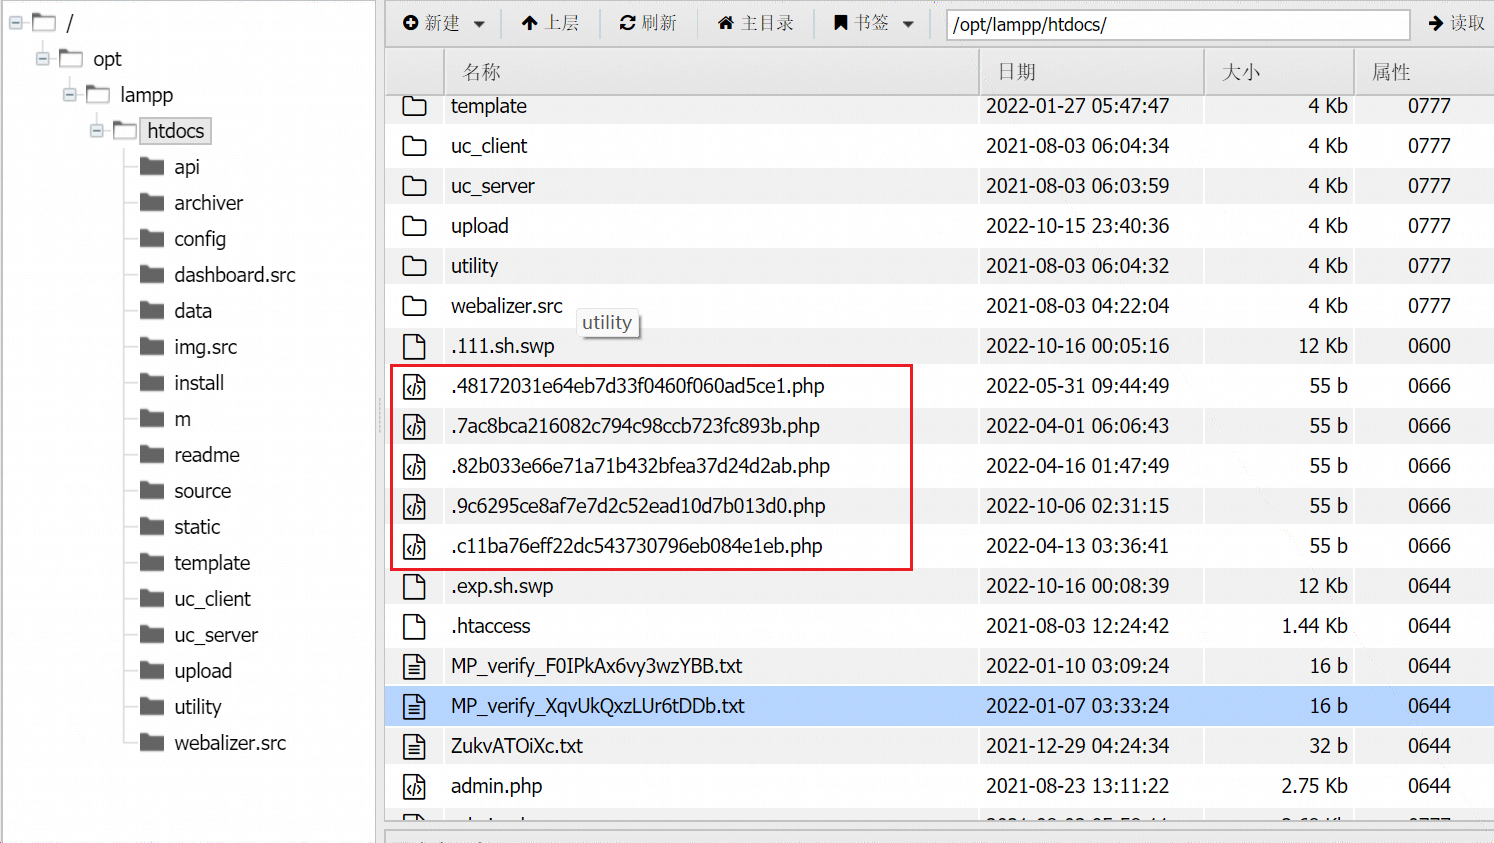 /
opt
lampp
htdocs
api
archiver
config
dashboard.src
data
img.src
install
m
readme
source
static
template
uc_client
uc_server
upload
utility
webalizer.src
新建 上层 刷新 主目录 书签 /opt/lampp/htdocs/ 读取
名称 日期 大小 属性
template 2022-01-27 05:47:47 4 Kb 0777
uc_client 2021-08-03 06:04:34 4 Kb 0777
uc_server 2021-08-03 06:03:59 4 Kb 0777
upload 2022-10-15 23:40:36 4 Kb 0777
utility 2021-08-03 06:04:32 4 Kb 0777
webalizer.src 2021-08-03 04:22:04 4 Kb 0777
utility
.111.sh.swp 2022-10-16 00:05:16 12 Kb 0600
.48172031e64eb7d33f0460f060ad5ce1.php 2022-05-31 09:44:49 55 b 0666
.7ac8bca216082c794c98ccb723fc893b.php 2022-04-01 06:06:43 55 b 0666
.82b033e66e71a71b432bfea37d24d2ab.php 2022-04-16 01:47:49 55 b 0666
.9c6295ce8af7e7d2c52ead10d7b013d0.php 2022-10-06 02:31:15 55 b 0666
.c11ba76eff22dc543730796eb084e1eb.php 2022-04-13 03:36:41 55 b 0666
.exp.sh.swp 2022-10-16 00:08:39 12 Kb 0644
.htaccess 2021-08-03 12:24:42 1.44 Kb 0644
MP_verify_F0IPkAx6vy3wzYBB.txt 2022-01-10 03:09:24 16 b 0644
MP_verify_XqvUkQxzLUr6tDDb.txt 2022-01-07 03:33:24 16 b 0644
ZukvATOiXc.txt 2021-12-29 04:24:34 32 b 0644
admin.php 2021-08-23 13:11:22 2.75 Kb 0644